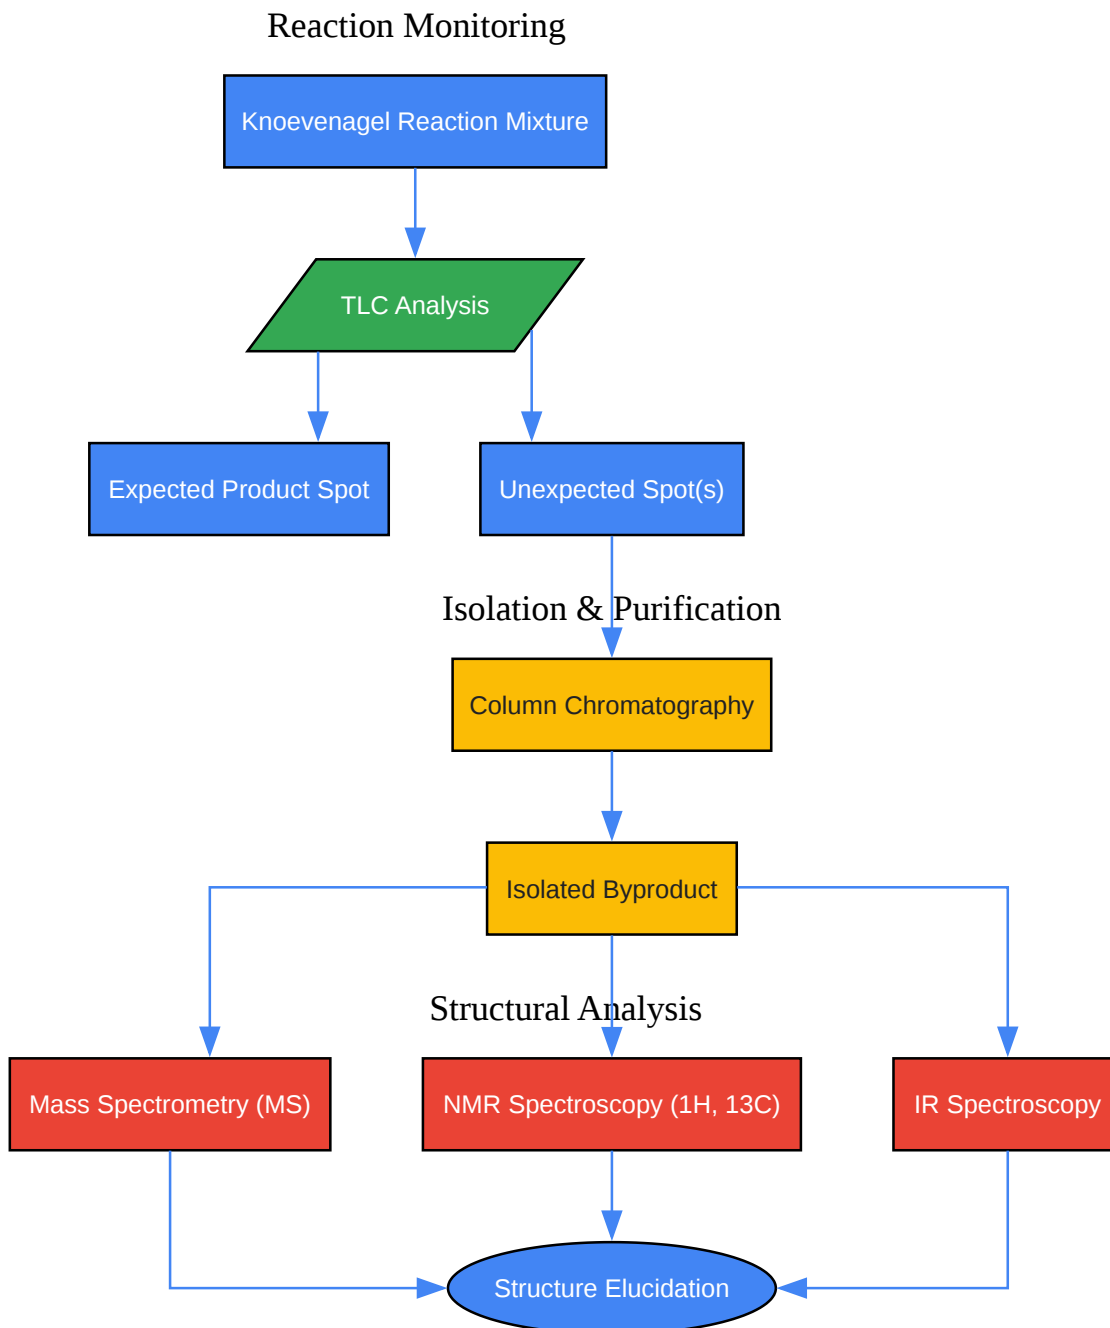 Reaction Monitoring
Knoevenagel Reaction Mixture
TLC Analysis
Expected Product Spot
Unexpected Spot(s)
Isolation & Purification
Column Chromatography
Isolated Byproduct
Structural Analysis
Mass Spectrometry (MS)
NMR Spectroscopy (1H, 13C)
IR Spectroscopy
Structure Elucidation